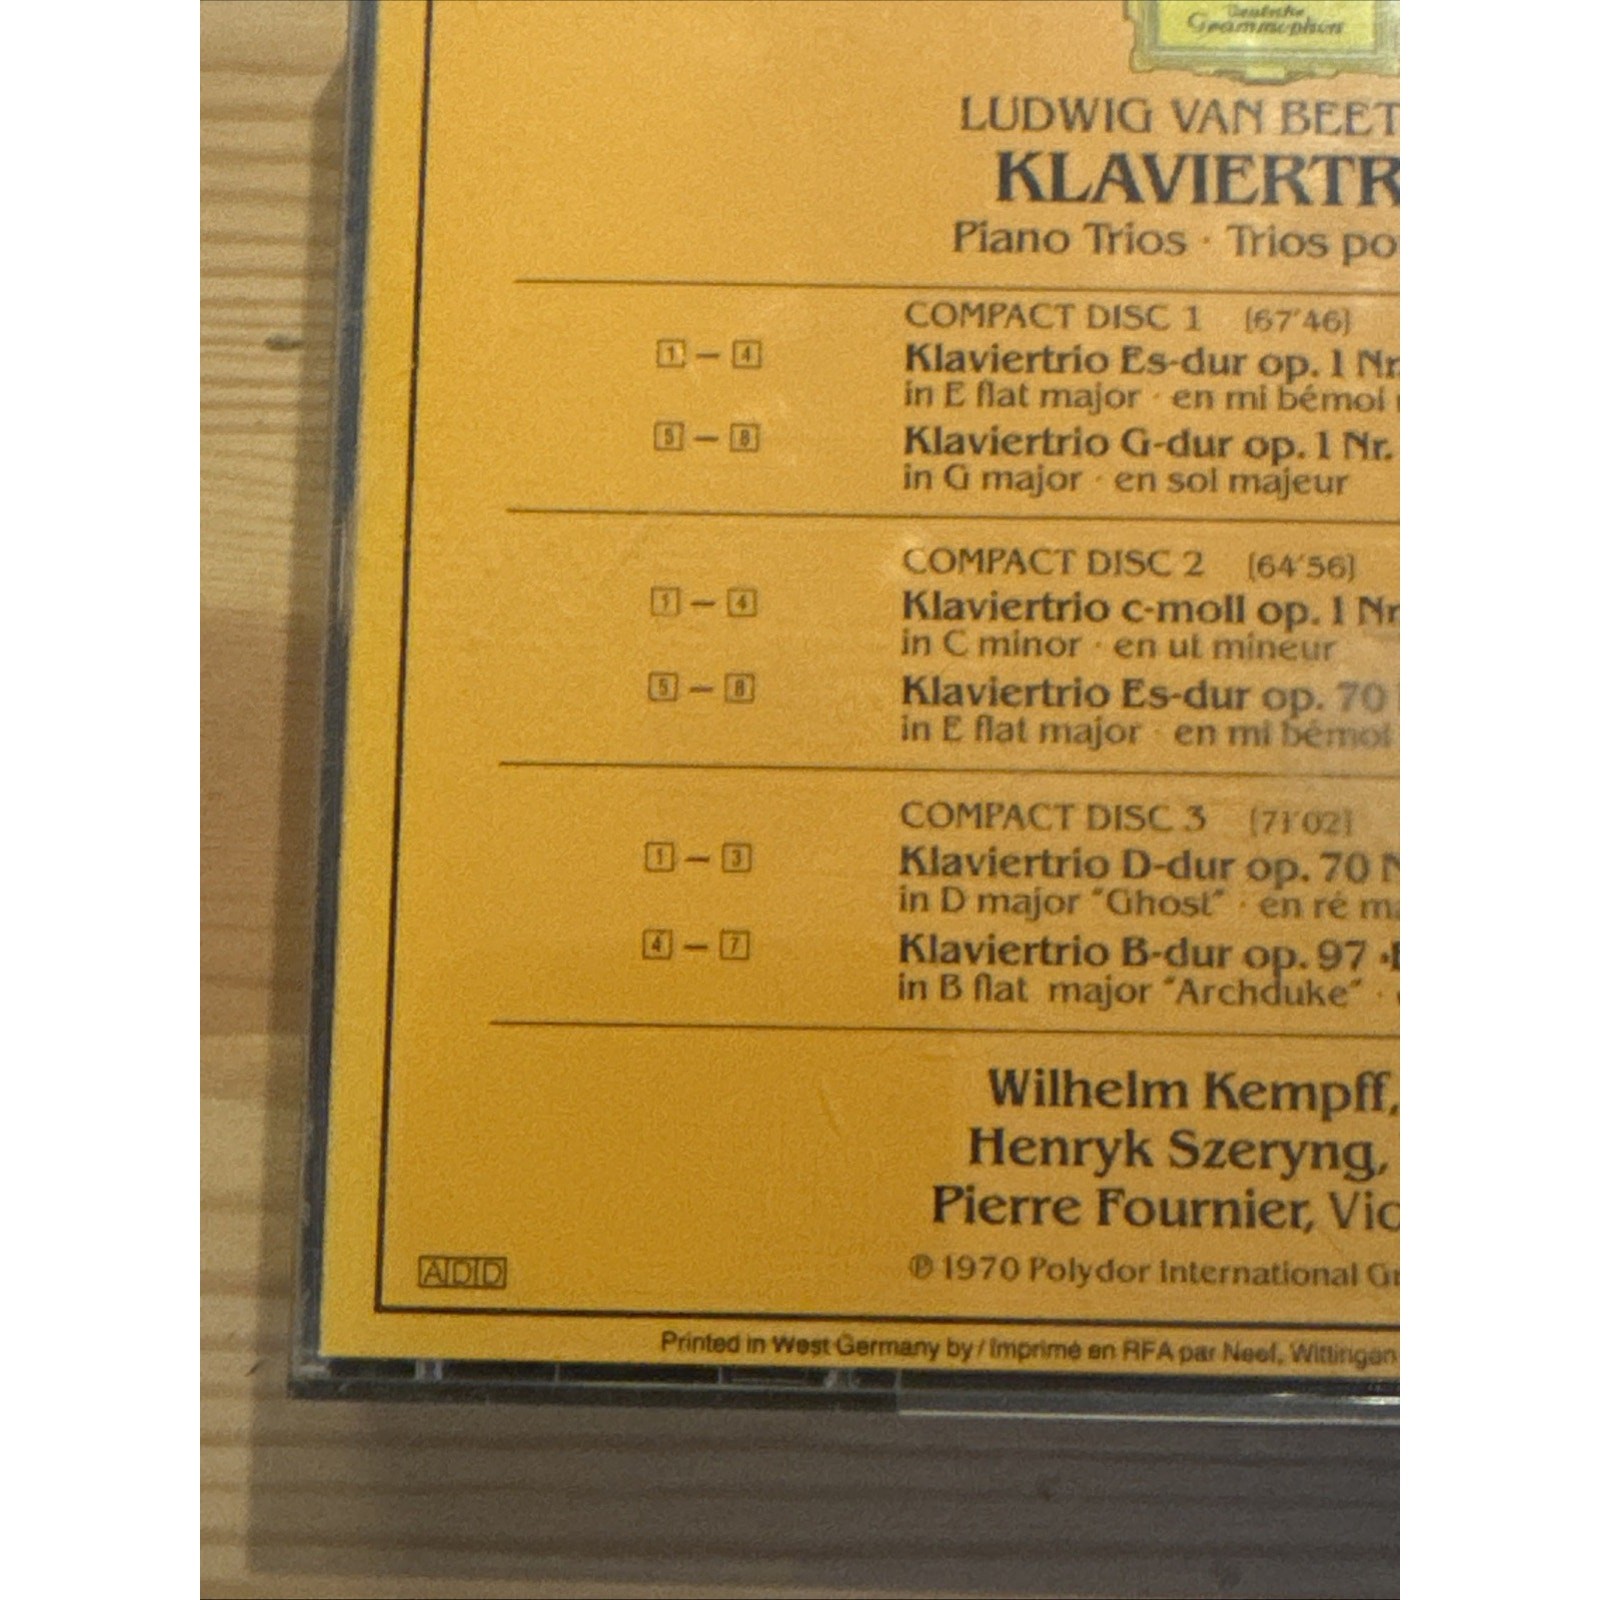 Deutsche
Grammophon
LUDWIG VAN BEET
KLAVIERTR
Piano Trios · Trios po
COMPACT DISC 1 [67'46]
1 – 4 Klaviertrio Es-dur op. 1 Nr.
in E flat major · en mi bémol
5 – 8 Klaviertrio G-dur op. 1 Nr.
in G major · en sol majeur
COMPACT DISC 2 [64'56]
1 – 4 Klaviertrio c-moll op. 1 Nr
in C minor · en ut mineur
5 – 8 Klaviertrio Es-dur op. 70
in E flat major · en mi bémol
COMPACT DISC 3 [71'02]
1 – 3 Klaviertrio D-dur op. 70 N
in D major "Ghost" · en ré ma
4 – 7 Klaviertrio B-dur op. 97
in B flat major "Archduke" ·
Wilhelm Kempff,
Henryk Szeryng,
Pierre Fournier, Vio
ADD ℗ 1970 Polydor International G
Printed in West Germany by / Imprimé en RFA par Neef, Wittingen